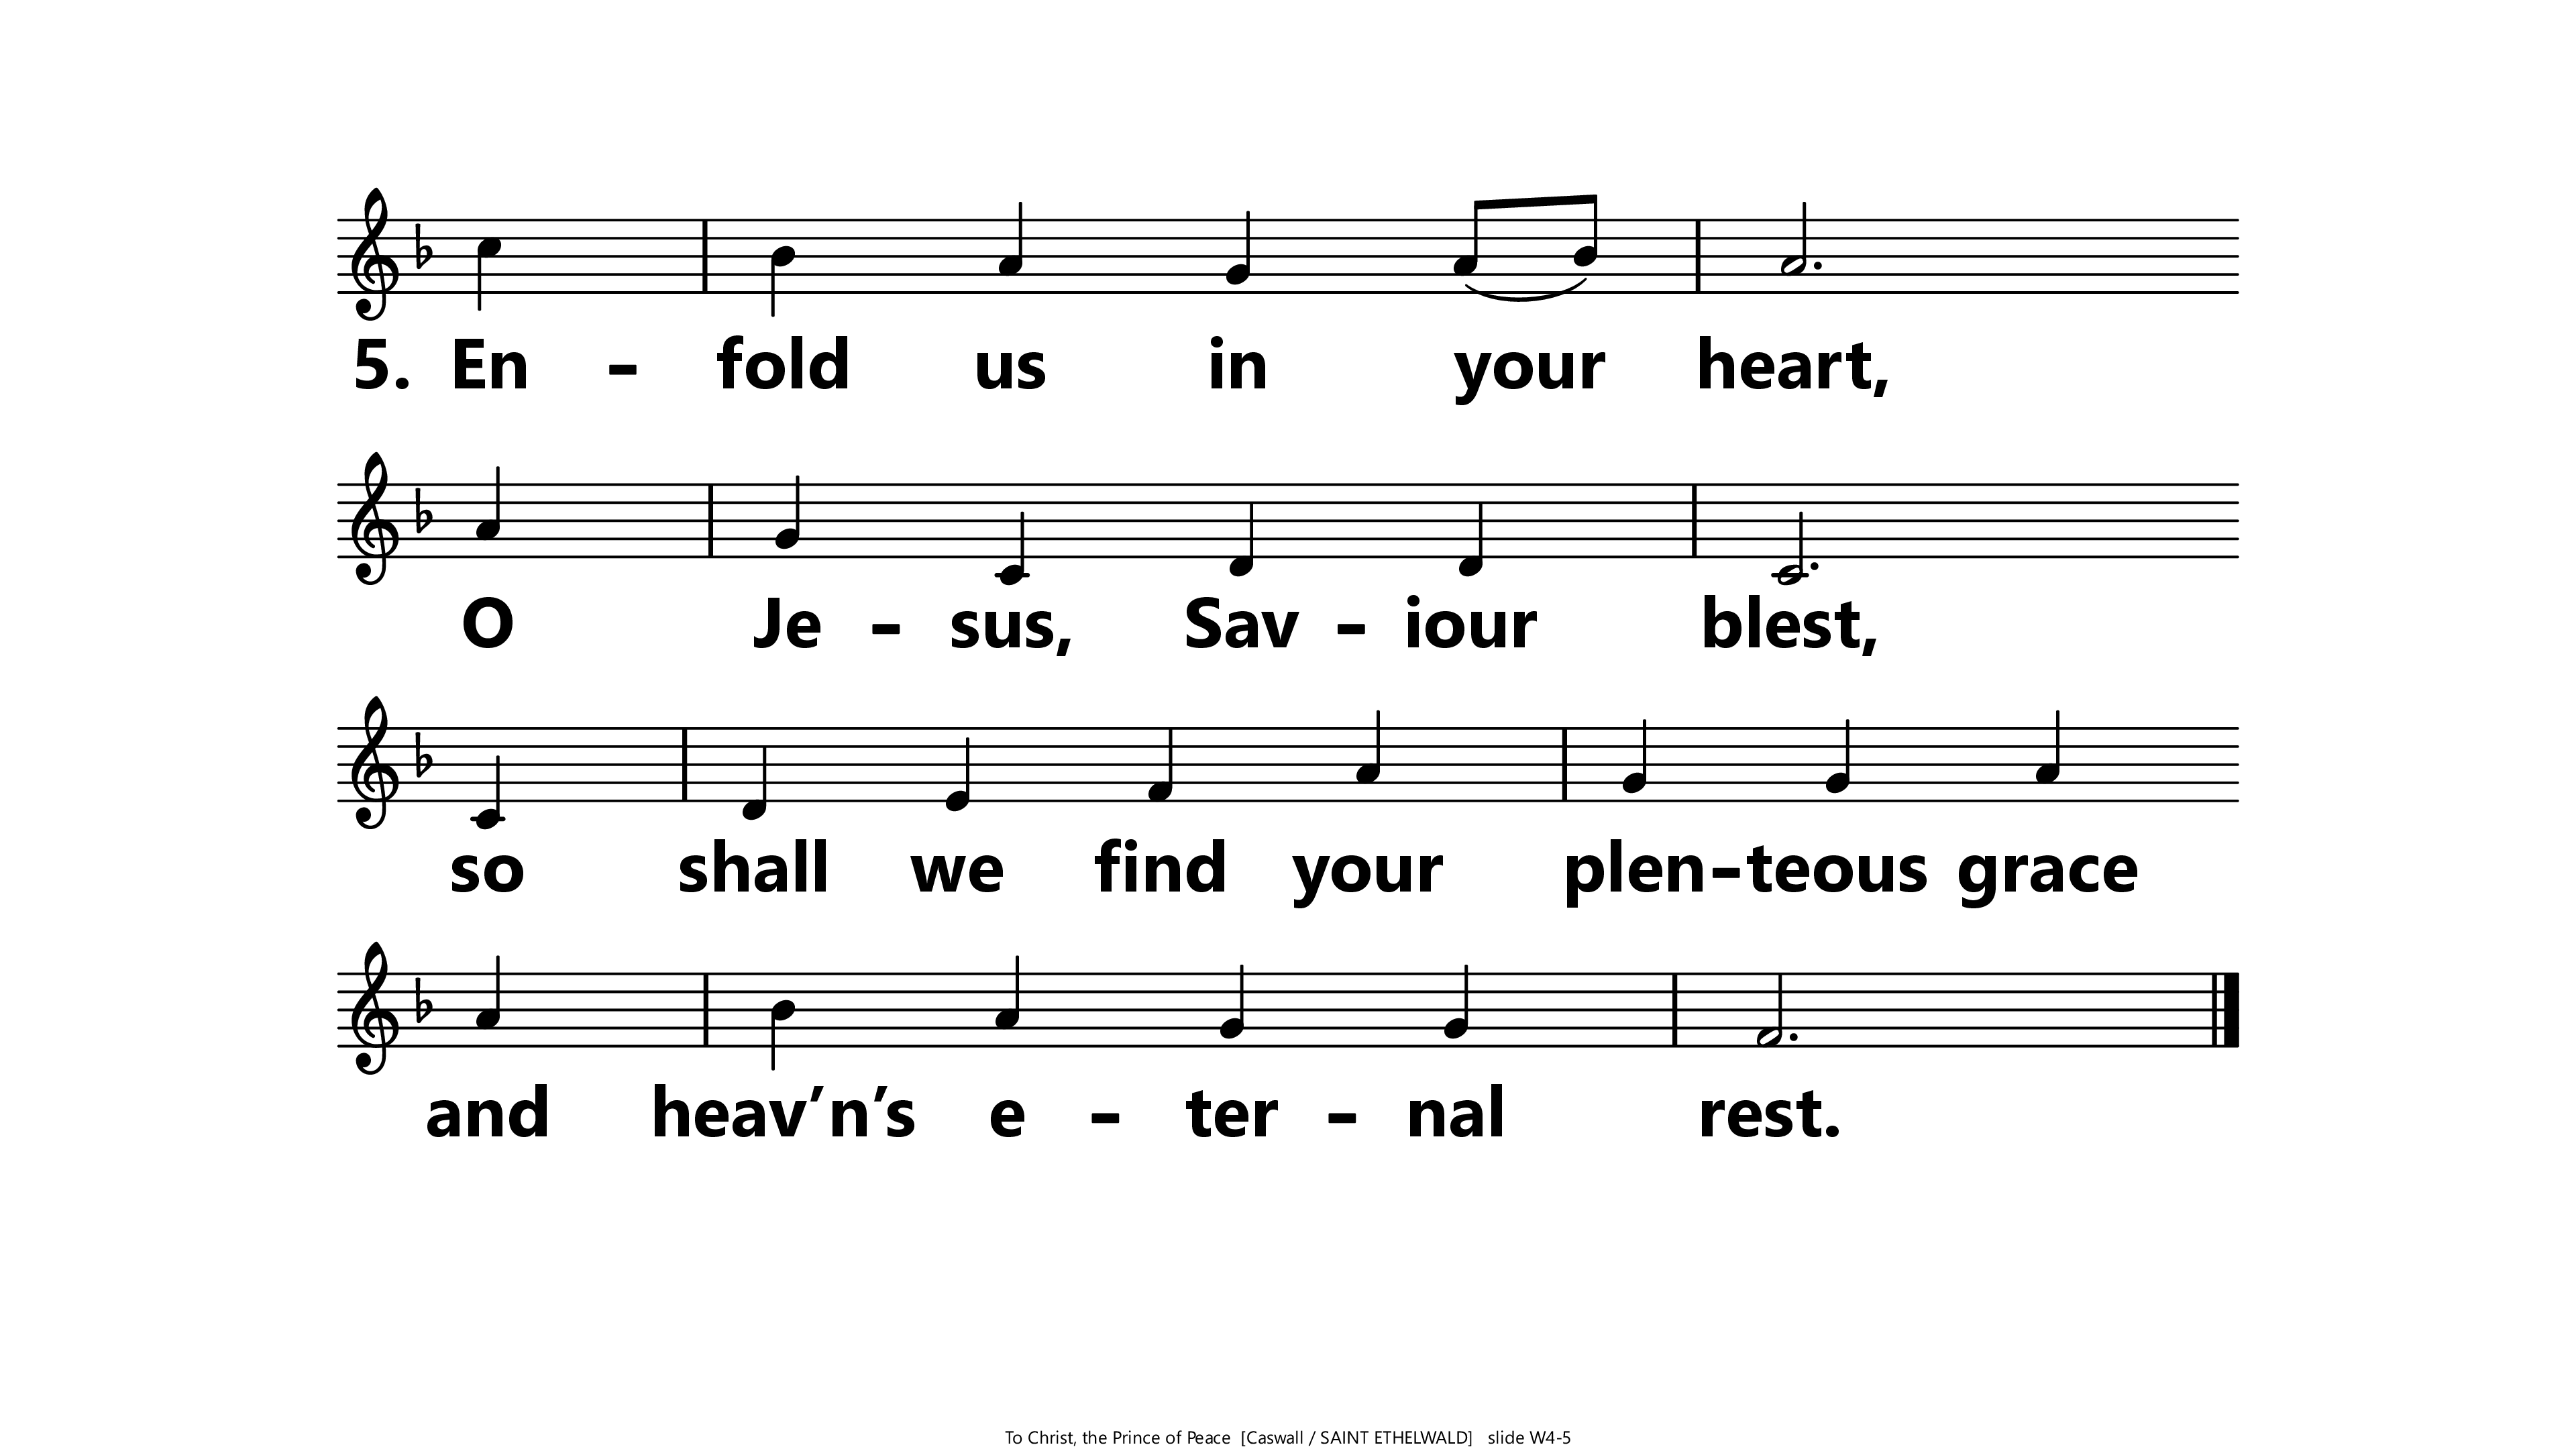 5. En - fold us in your heart,
O Je - sus, Sav - iour blest,
so shall we find your plen-teous grace
and heav’n’s e - ter - nal rest.
To Christ, the Prince of Peace [Caswall / SAINT ETHELWALD] slide W4-5